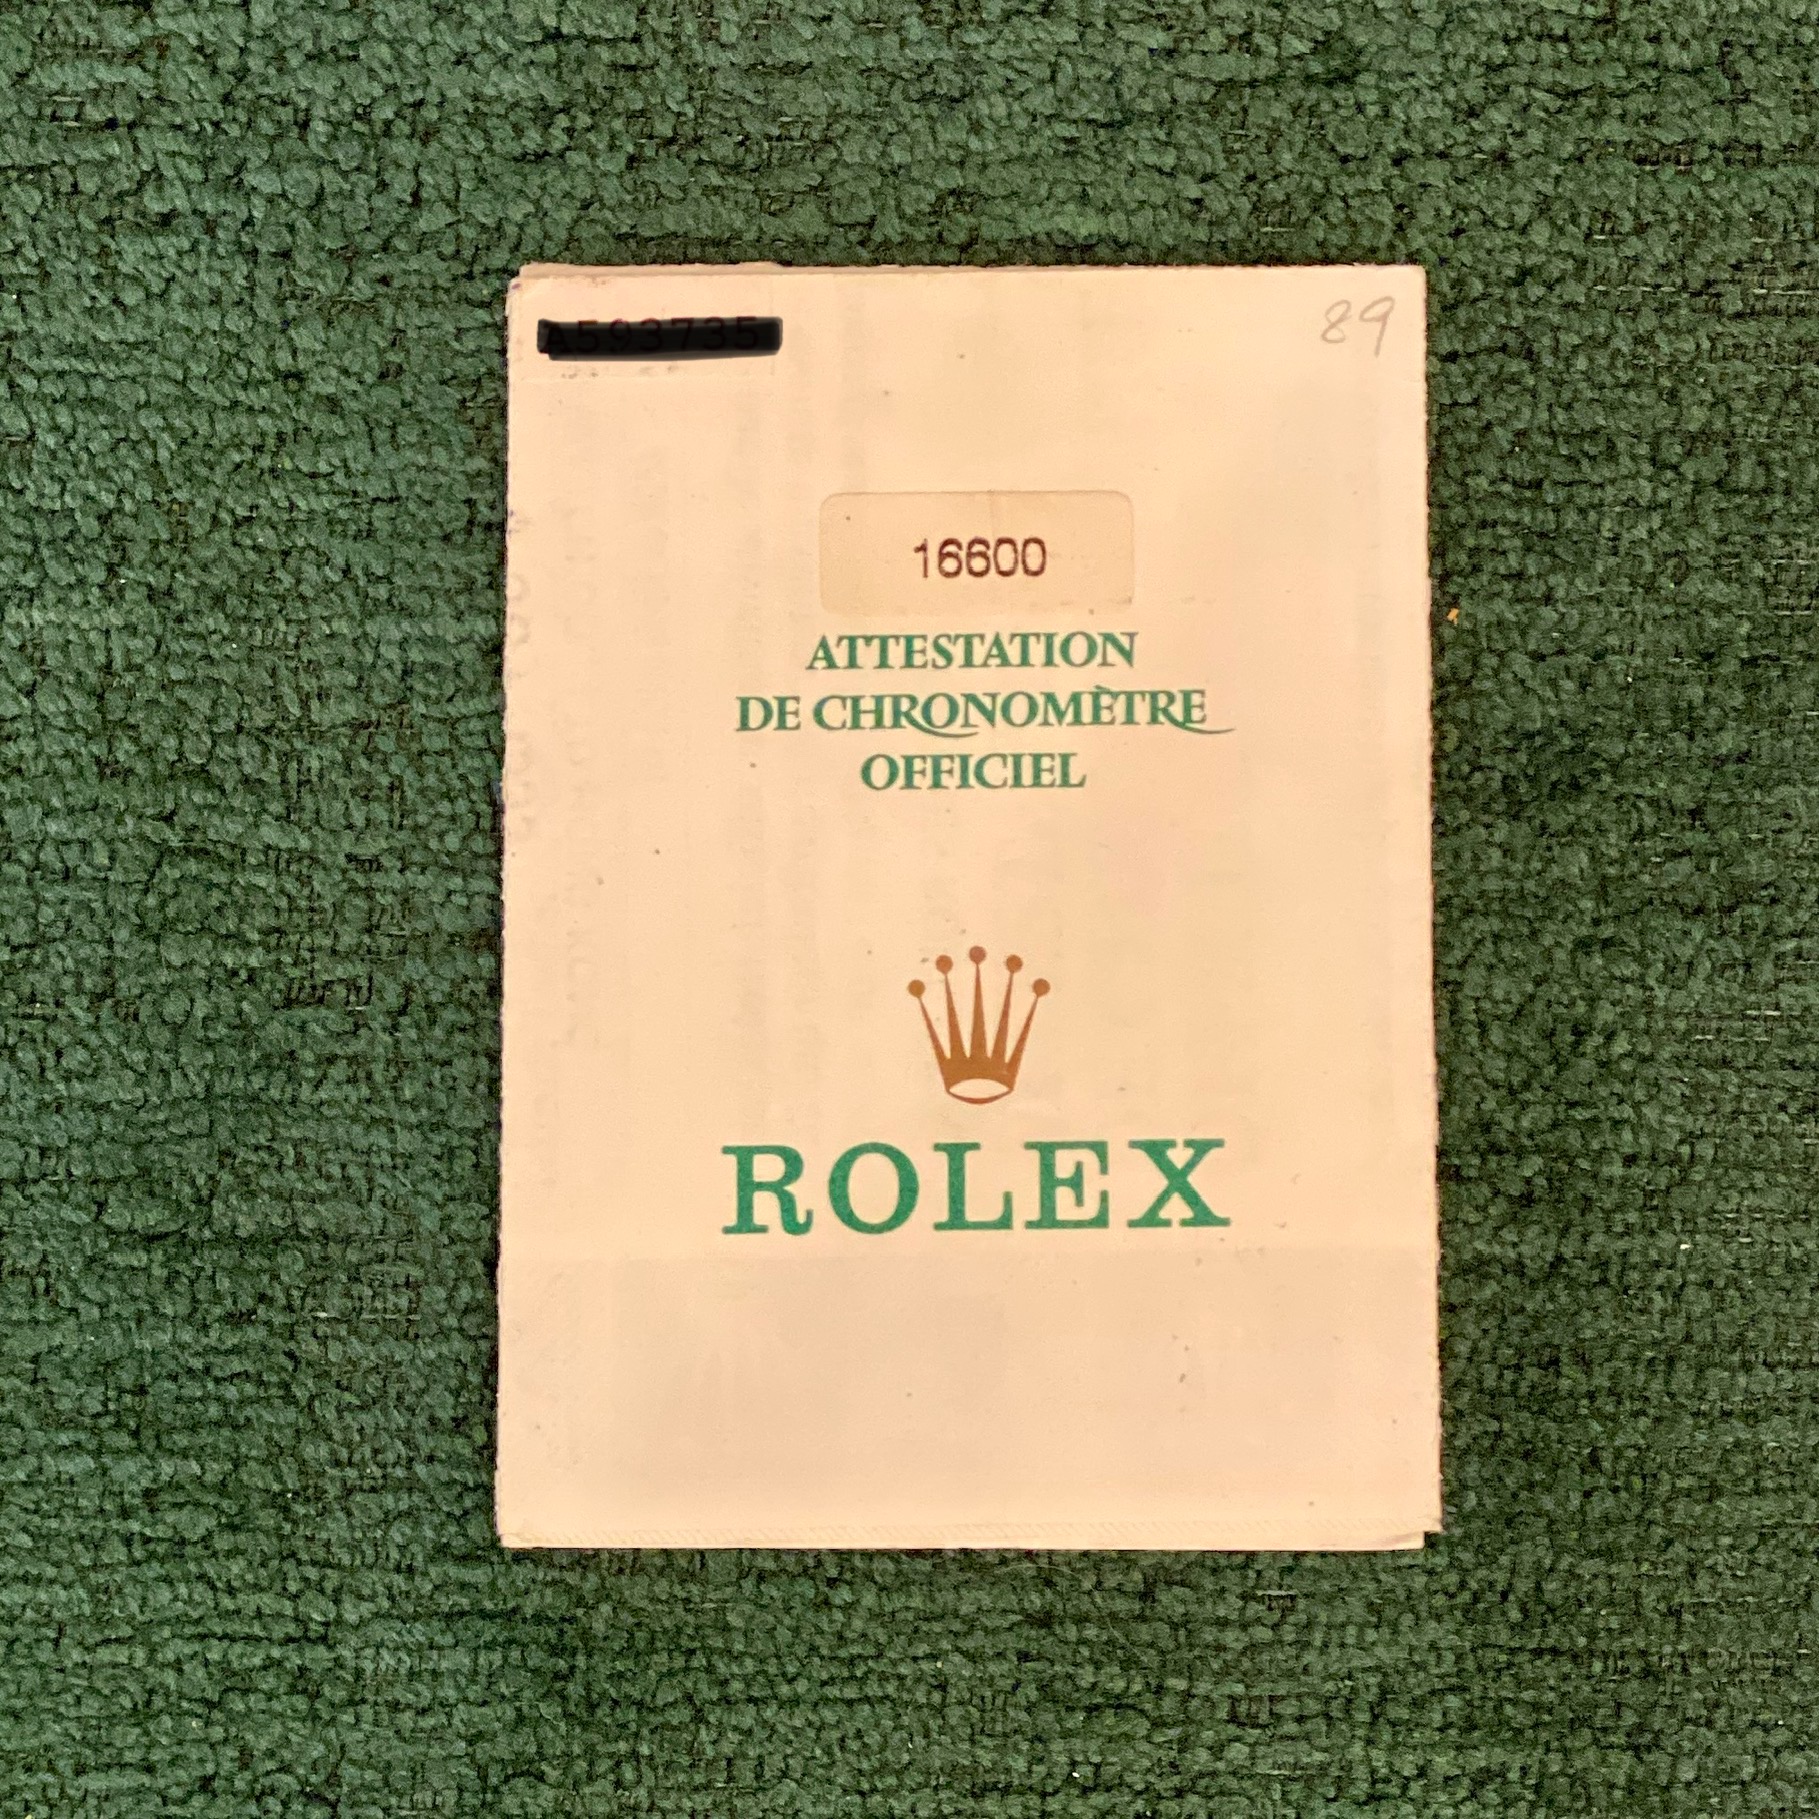 89
16600
ATTESTATION
DE CHRONOMÈTRE
OFFICIEL
ROLEX